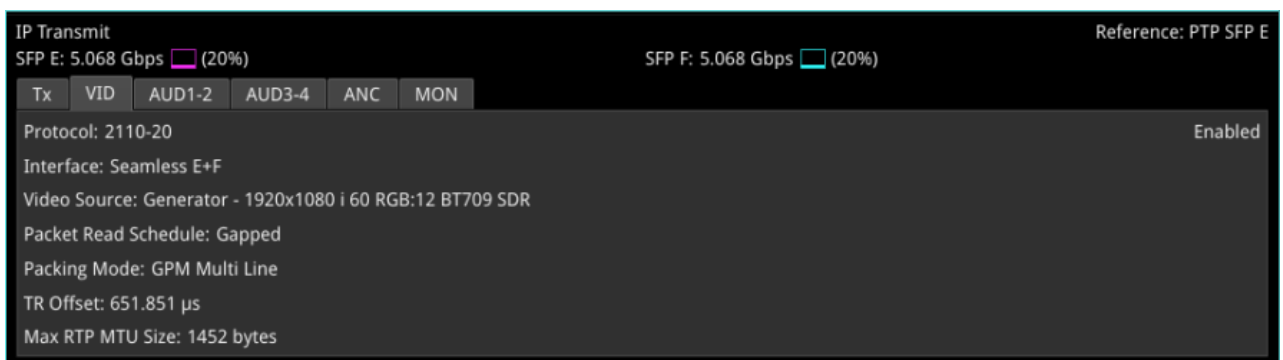 IP Transmit
Reference: PTP SFP E
SFP E: 5.068 Gbps (20%)
SFP F: 5.068 Gbps (20%)
Tx VID AUD1-2 AUD3-4 ANC MON
Protocol: 2110-20
Enabled
Interface: Seamless E+F
Video Source: Generator - 1920x1080 i 60 RGB:12 BT709 SDR
Packet Read Schedule: Gapped
Packing Mode: GPM Multi Line
TR Offset: 651.851 µs
Max RTP MTU Size: 1452 bytes